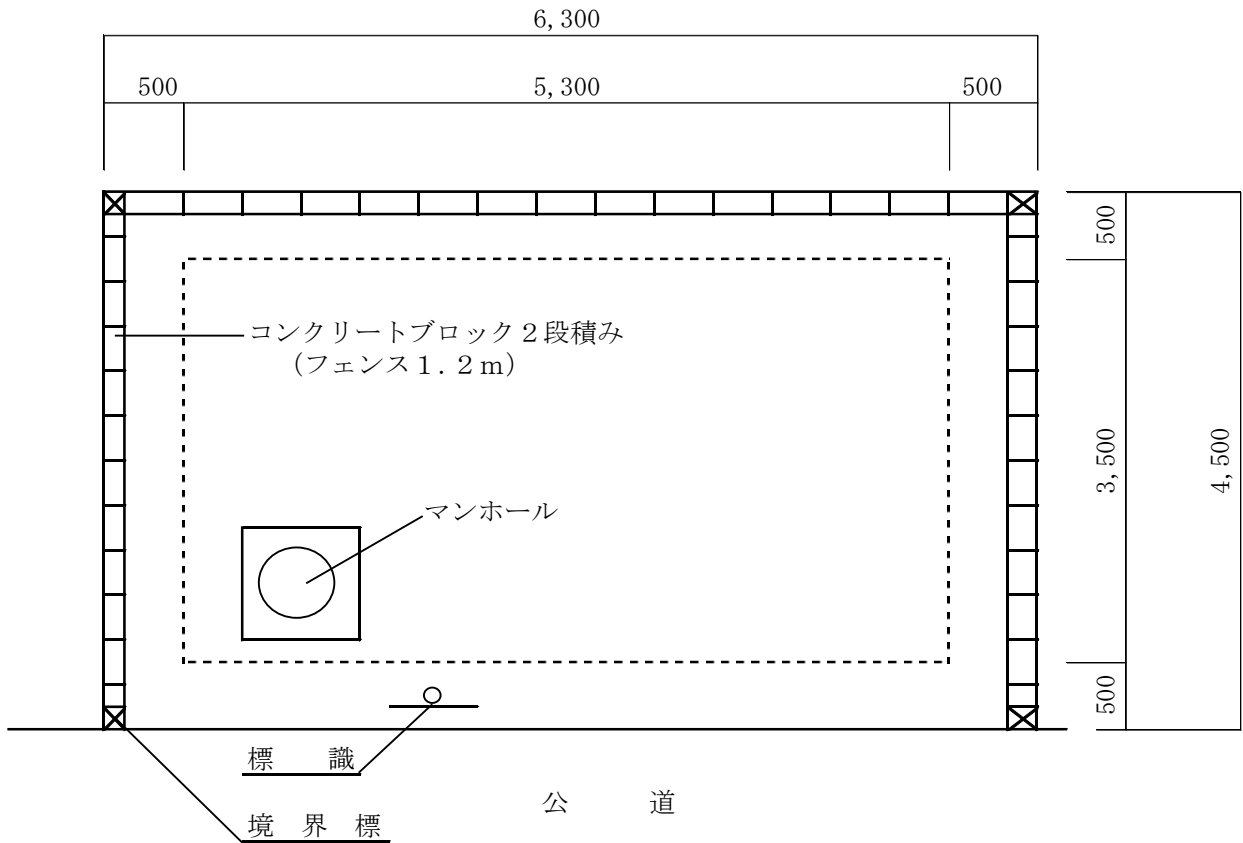 6,300
500
5,300
500
500
コンクリートブロック２段積み
(フェンス１.２ｍ)
3,500
4,500
マンホール
500
標　識
公　道
境 界 標